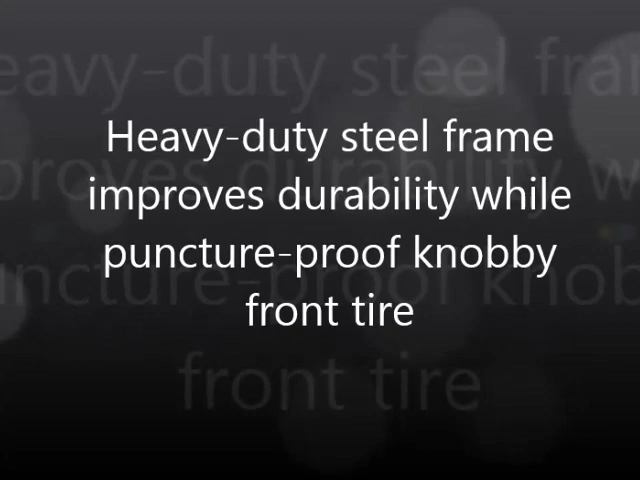 Heavy-duty steel frame
improves durability while
puncture-proof knobby
front tire